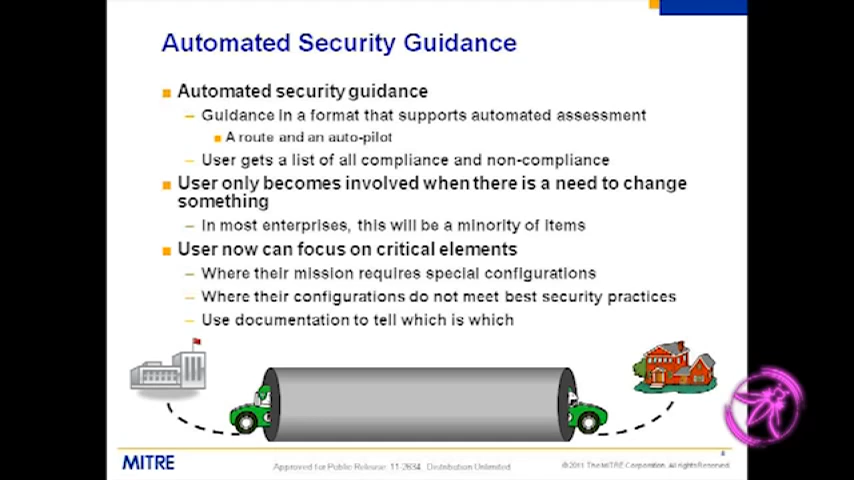 Automated Security Guidance
Automated security guidance
Guidance in a format that supports automated assessment
A route and an auto-pilot
User gets a list of all compliance and non-compliance
User only becomes involved when there is a need to change
something
In most enterprises, this will be a minority of items
User now can focus on critical elements
Where their mission requires special configurations
Where their configurations do not meet best security practices
Use documentation to tell which is which
MITRE
Approved for Public Release: 11-2634. Distribution Unlimited
© 2011 The MITRE Corporation. All rights Reserved.